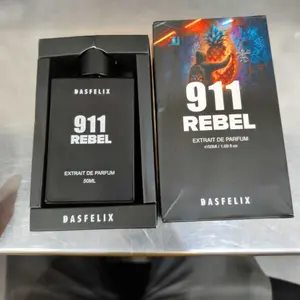 DASFELIX
911
REBEL
EXTRAIT DE PARFUM
50ML
DASFELIX
911
REBEL
EXTRAIT DE PARFUM
DASFELIX